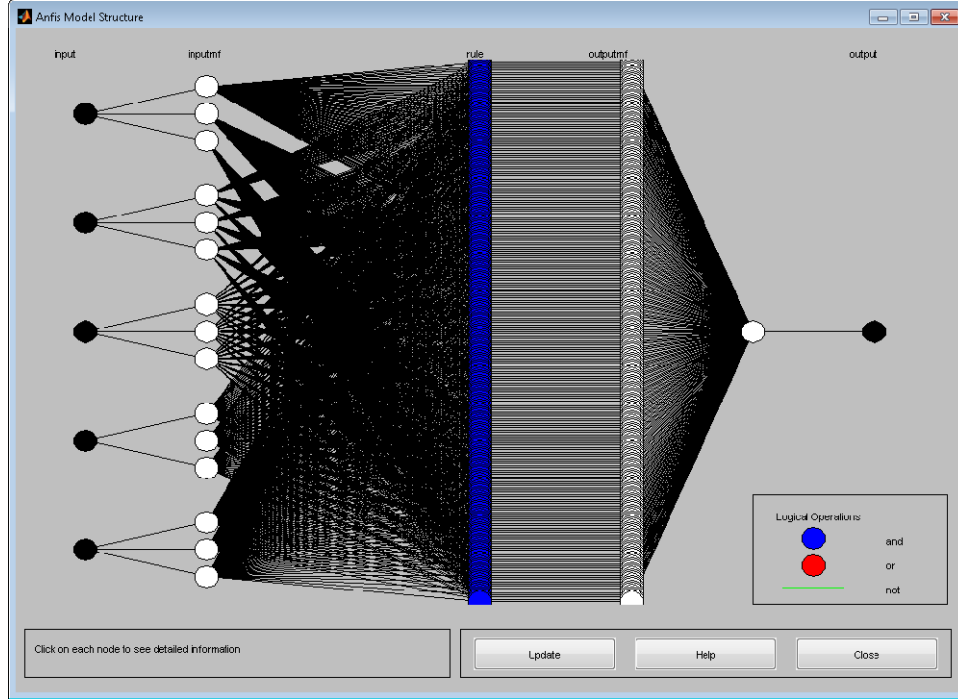 Anfis Model Structure
input
inputmf
rule
outputmf
output
Logical Operations
and
or
not
Click on each node to see detailed information
Update
Help
Close